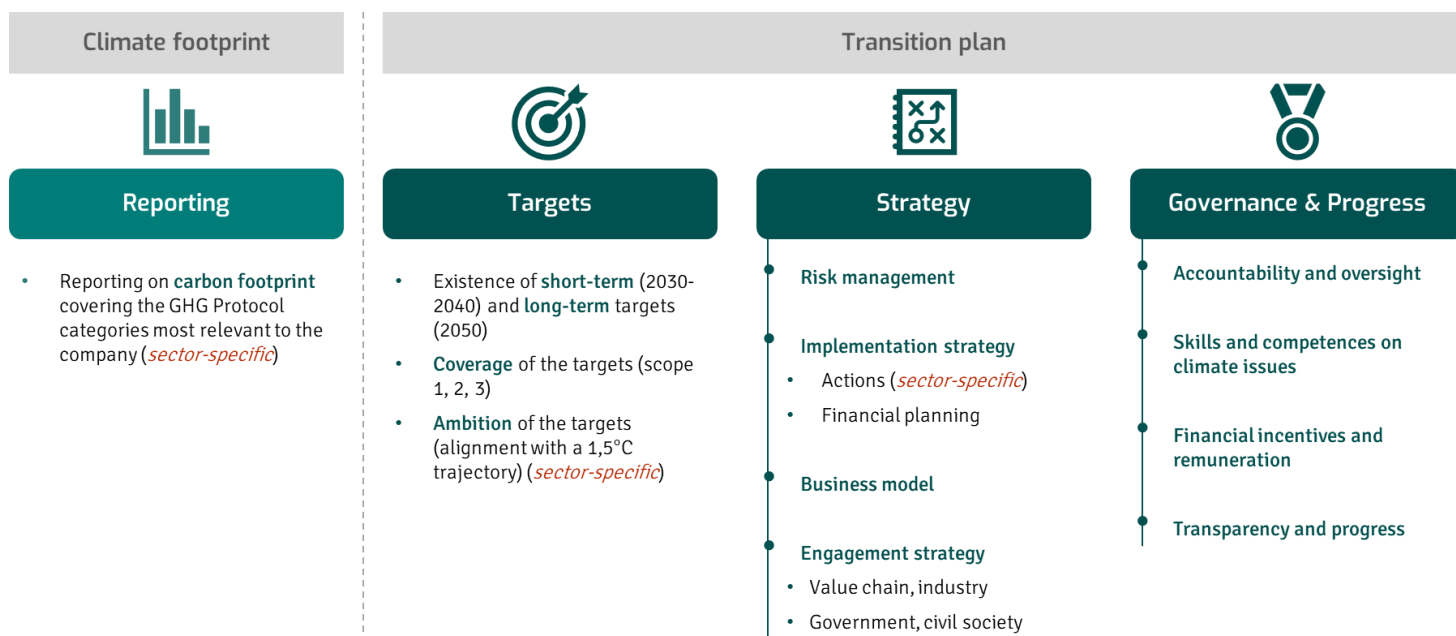 Climate footprint
Transition plan
Reporting
• Reporting on carbon footprint
covering the GHG Protocol
categories most relevant to the
company (sector-specific)
Targets
• Existence of short-term (2030-
2040) and long-term targets
(2050)
• Coverage of the targets (scope
1, 2, 3)
• Ambition of the targets
(alignment with a 1,5°C
trajectory) (sector-specific)
Strategy
Risk management
Implementation strategy
• Actions (sector-specific)
• Financial planning
Business model
Engagement strategy
• Value chain, industry
• Government, civil society
Governance & Progress
Accountability and oversight
Skills and competences on
climate issues
Financial incentives and
remuneration
Transparency and progress